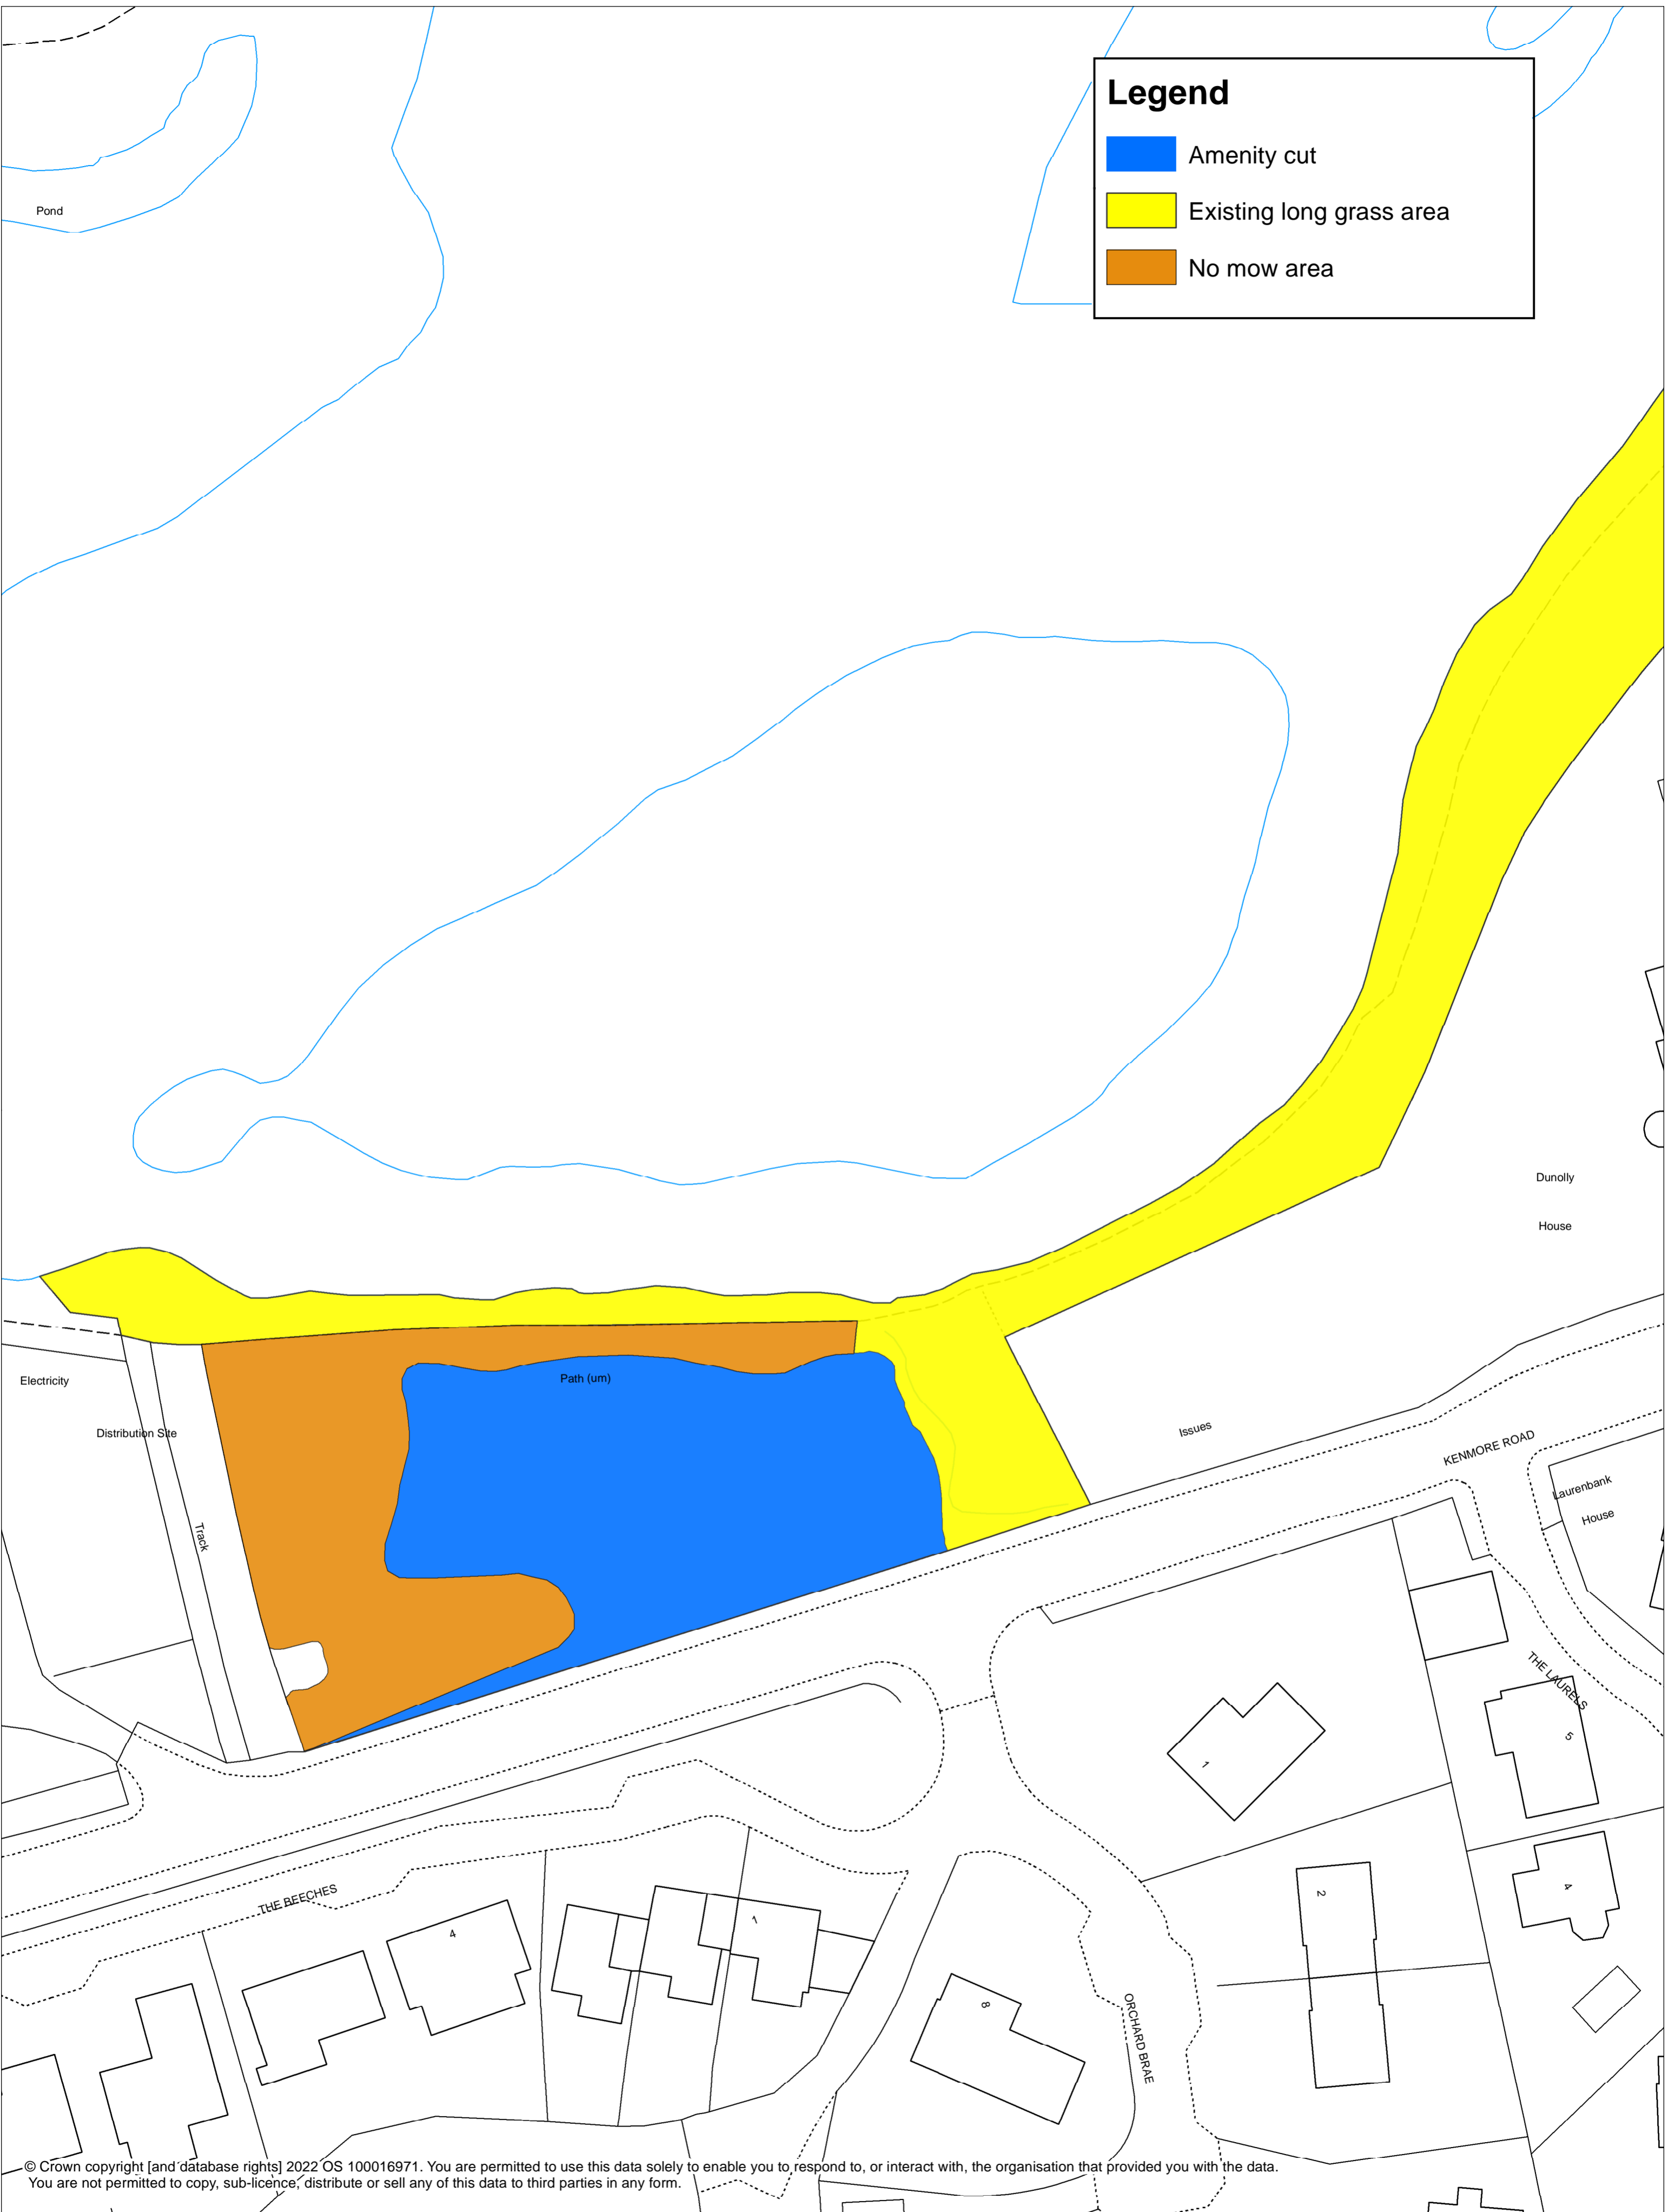 Legend
Amenity cut
Existing long grass area
No mow area
Pond
Dunolly
House
Electricity
Path (um)
Distribution Site
Issues
KENMORE ROAD
Laurenbank
House
Track
THE LAURELS
5
1
THE BEECHES
4
1
2
4
8
ORCHARD BRAE
© Crown copyright [and database rights] 2022 OS 100016971. You are permitted to use this data solely to enable you to respond to, or interact with, the organisation that provided you with the data.
You are not permitted to copy, sub-licence, distribute or sell any of this data to third parties in any form.